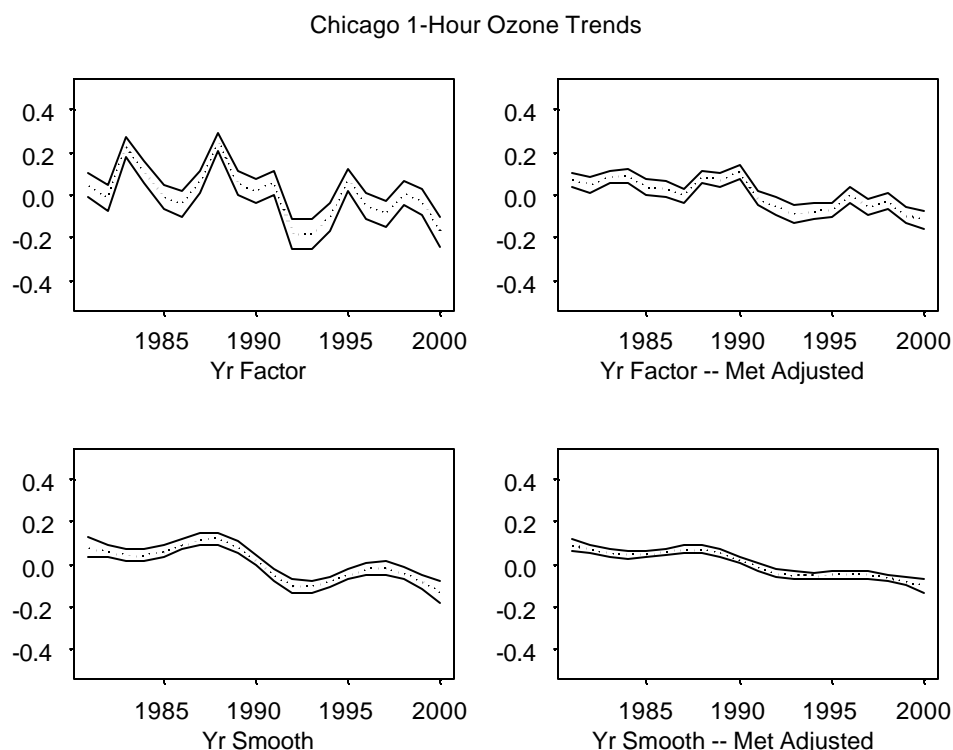 Chicago 1-Hour Ozone Trends
0.4
0.2
0.0
-0.2
-0.4
1985 1990 1995 2000
Yr Factor
0.4
0.2
0.0
-0.2
-0.4
1985 1990 1995 2000
Yr Factor -- Met Adjusted
0.4
0.2
0.0
-0.2
-0.4
1985 1990 1995 2000
Yr Smooth
0.4
0.2
0.0
-0.2
-0.4
1985 1990 1995 2000
Yr Smooth -- Met Adjusted